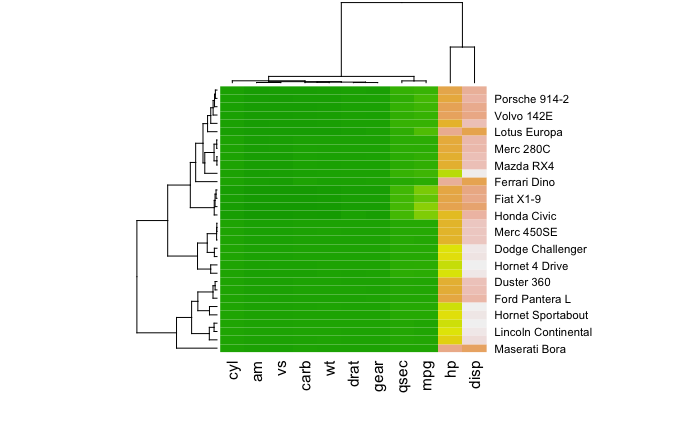 Porsche 914-2
Volvo 142E
Lotus Europa
Merc 280C
Mazda RX4
Ferrari Dino
Fiat X1-9
Honda Civic
Merc 450SE
Dodge Challenger
Hornet 4 Drive
Duster 360
Ford Pantera L
Hornet Sportabout
Lincoln Continental
Maserati Bora
cyl
am
vs
carb
wt
drat
gear
qsec
mpg
hp
disp